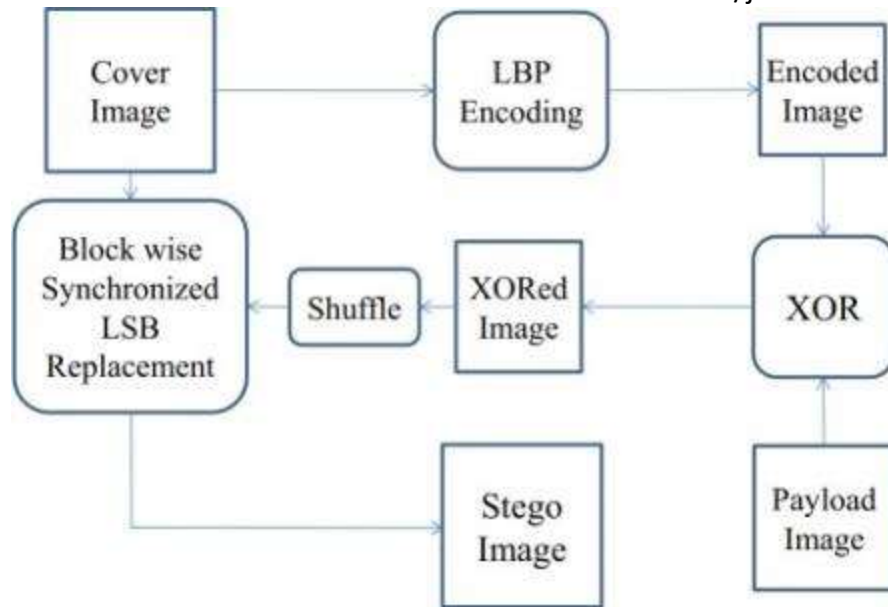 Cover
Image
LBP
Encoding
Encoded
Image
Block wise
Synchronized
LSB
Replacement
Shuffle
XORed
Image
XOR
Stego
Image
Payload
Image